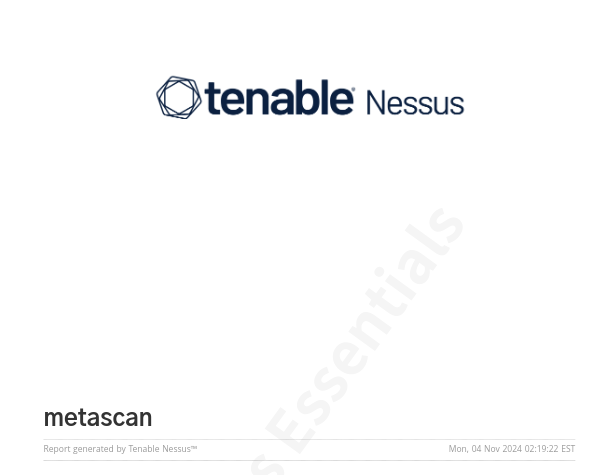 tenable® Nessus
s Essentials
metascan
Report generated by Tenable Nessus™
Mon, 04 Nov 2024 02:19:22 EST